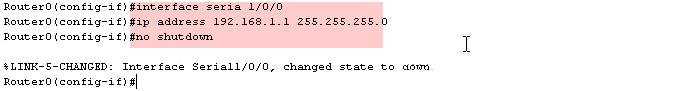 Router0(config-if)#interface seria 1/0/0
Router0(config-if)#ip address 192.168.1.1 255.255.255.0
Router0(config-if)#no shutdown
%LINK-5-CHANGED: Interface Serial1/0/0, changed state to down
Router0(config-if)#